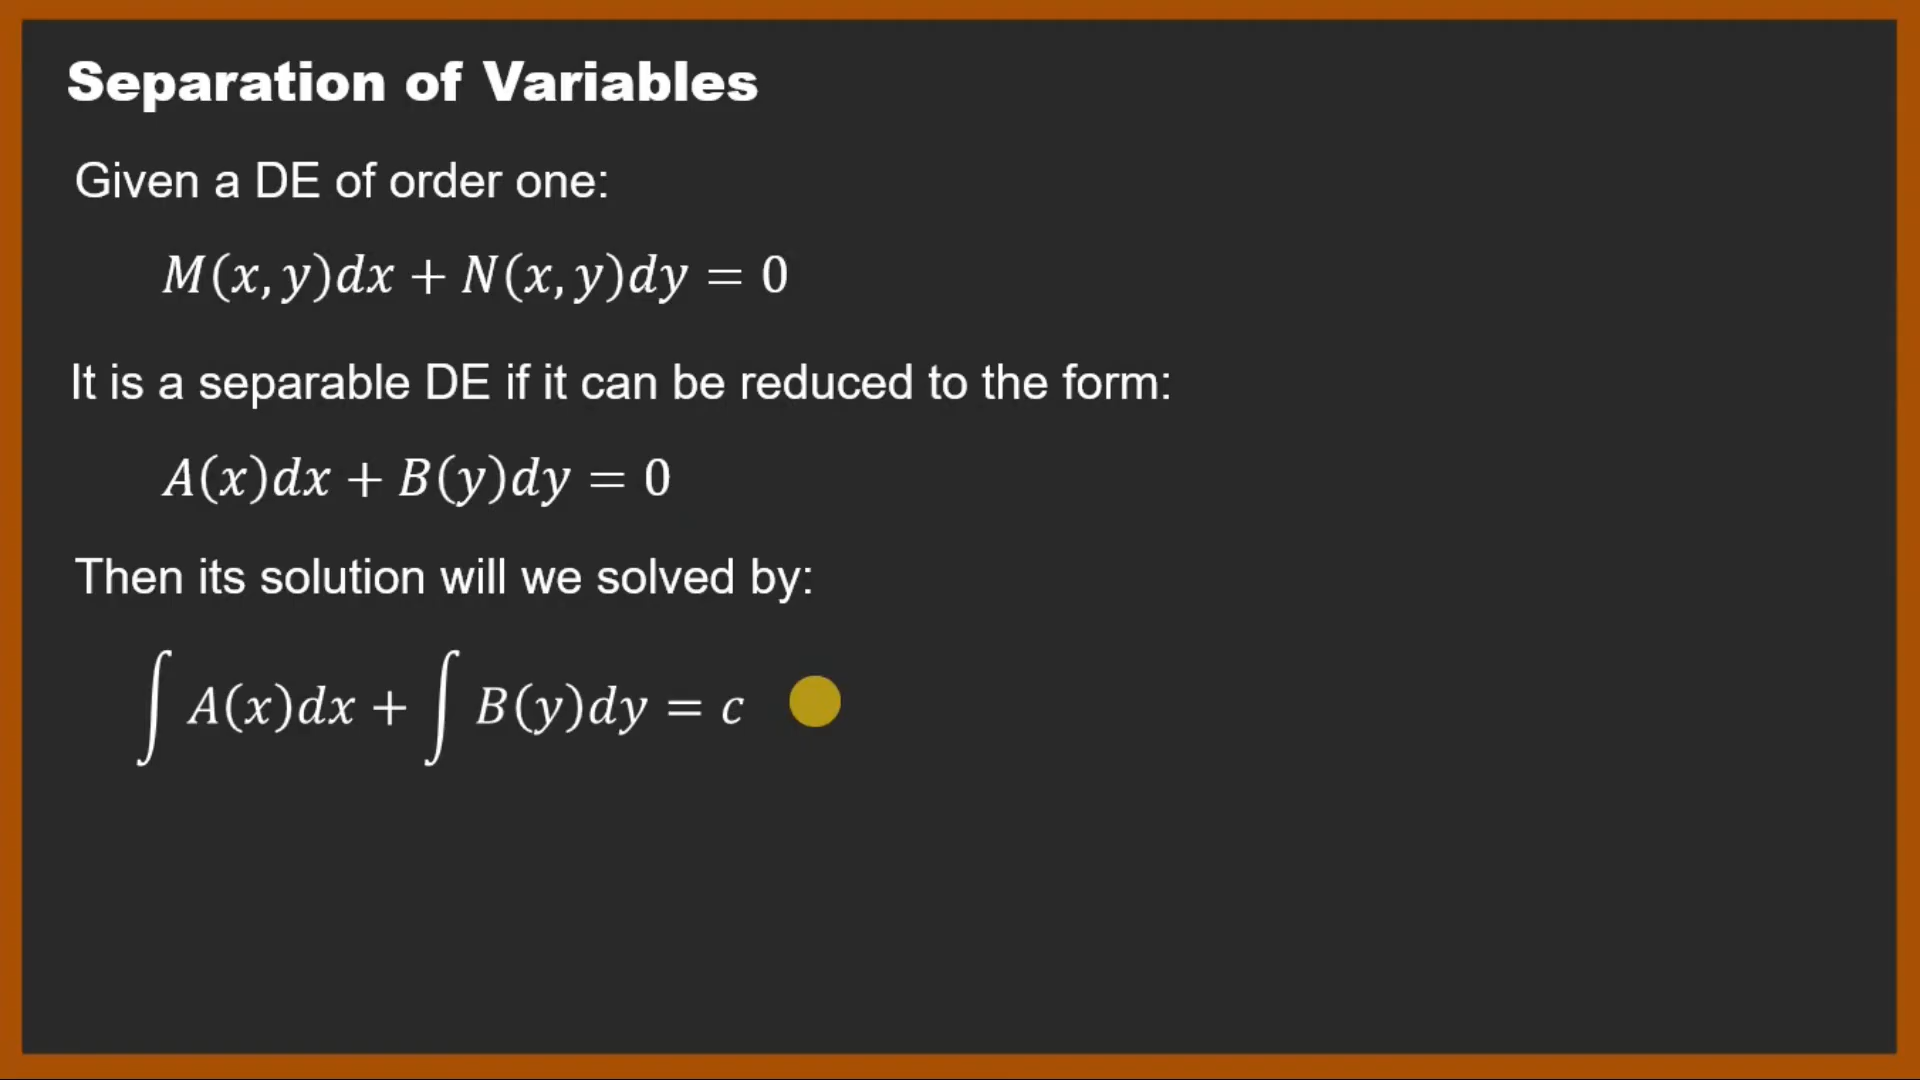 Separation of Variables
Given a DE of order one:
M(x, y)dx + N(x, y)dy = 0
It is a separable DE if it can be reduced to the form:
A(x)dx + B(y)dy = 0
Then its solution will we solved by:
∫ A(x)dx + ∫ B(y)dy = c